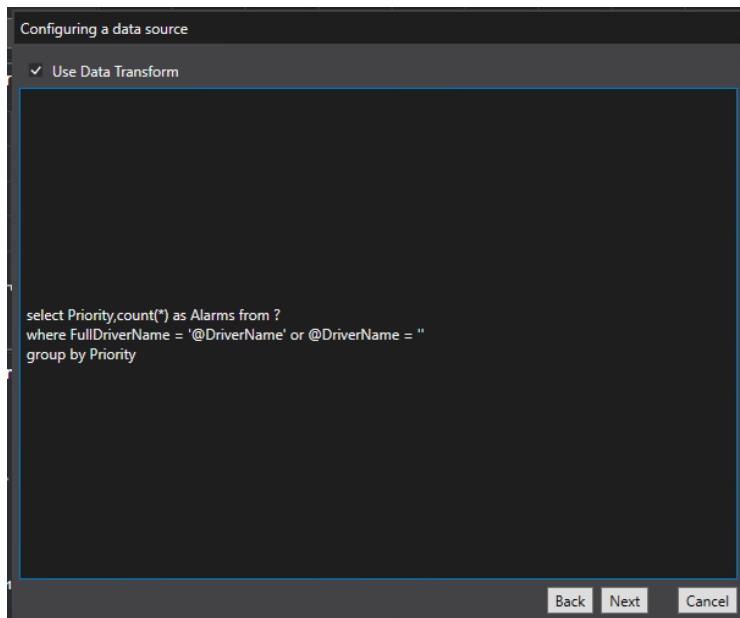 Configuring a data source
Use Data Transform
select Priority,count(*) as Alarms from ?
where FullDriverName = '@DriverName' or @DriverName = ''
group by Priority
Back Next Cancel